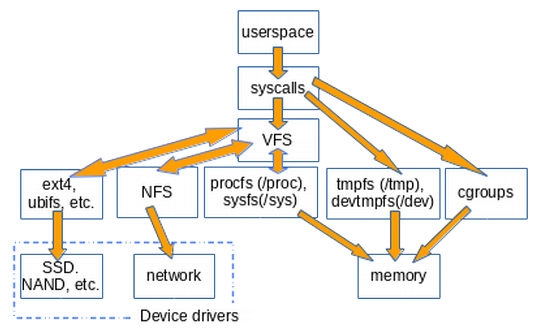 userspace
syscalls
VFS
ext4,
ubifs, etc.
NFS
procfs (/proc),
sysfs(/sys)
tmpfs (/tmp),
devtmpfs(/dev)
cgroups
SSD.
NAND, etc.
network
memory
Device drivers